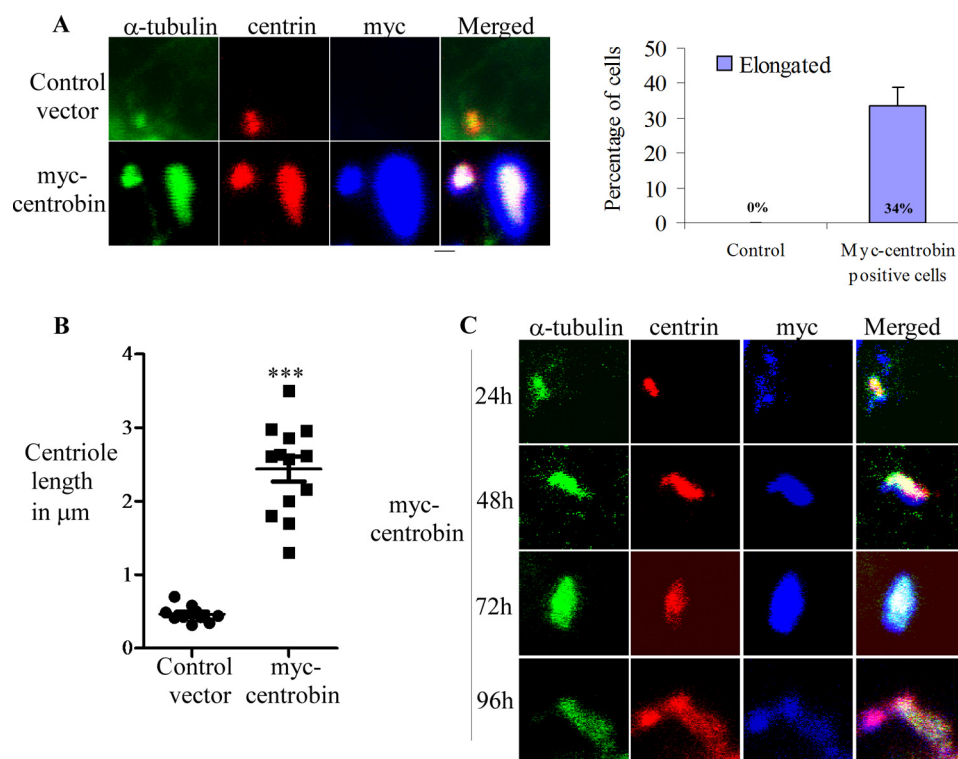 A
α-tubulin centrin myc Merged
Control
vector
myc-
centrobin
50
40
30
20
10
0
Percentage of cells
Elongated
0%
34%
Control
Myc-centrobin
positive cells
B
4
3
2
1
0
Centriole
length
in μm
***
Control
vector
myc-
centrobin
C
α-tubulin centrin myc Merged
myc-
centrobin
24h
48h
72h
96h